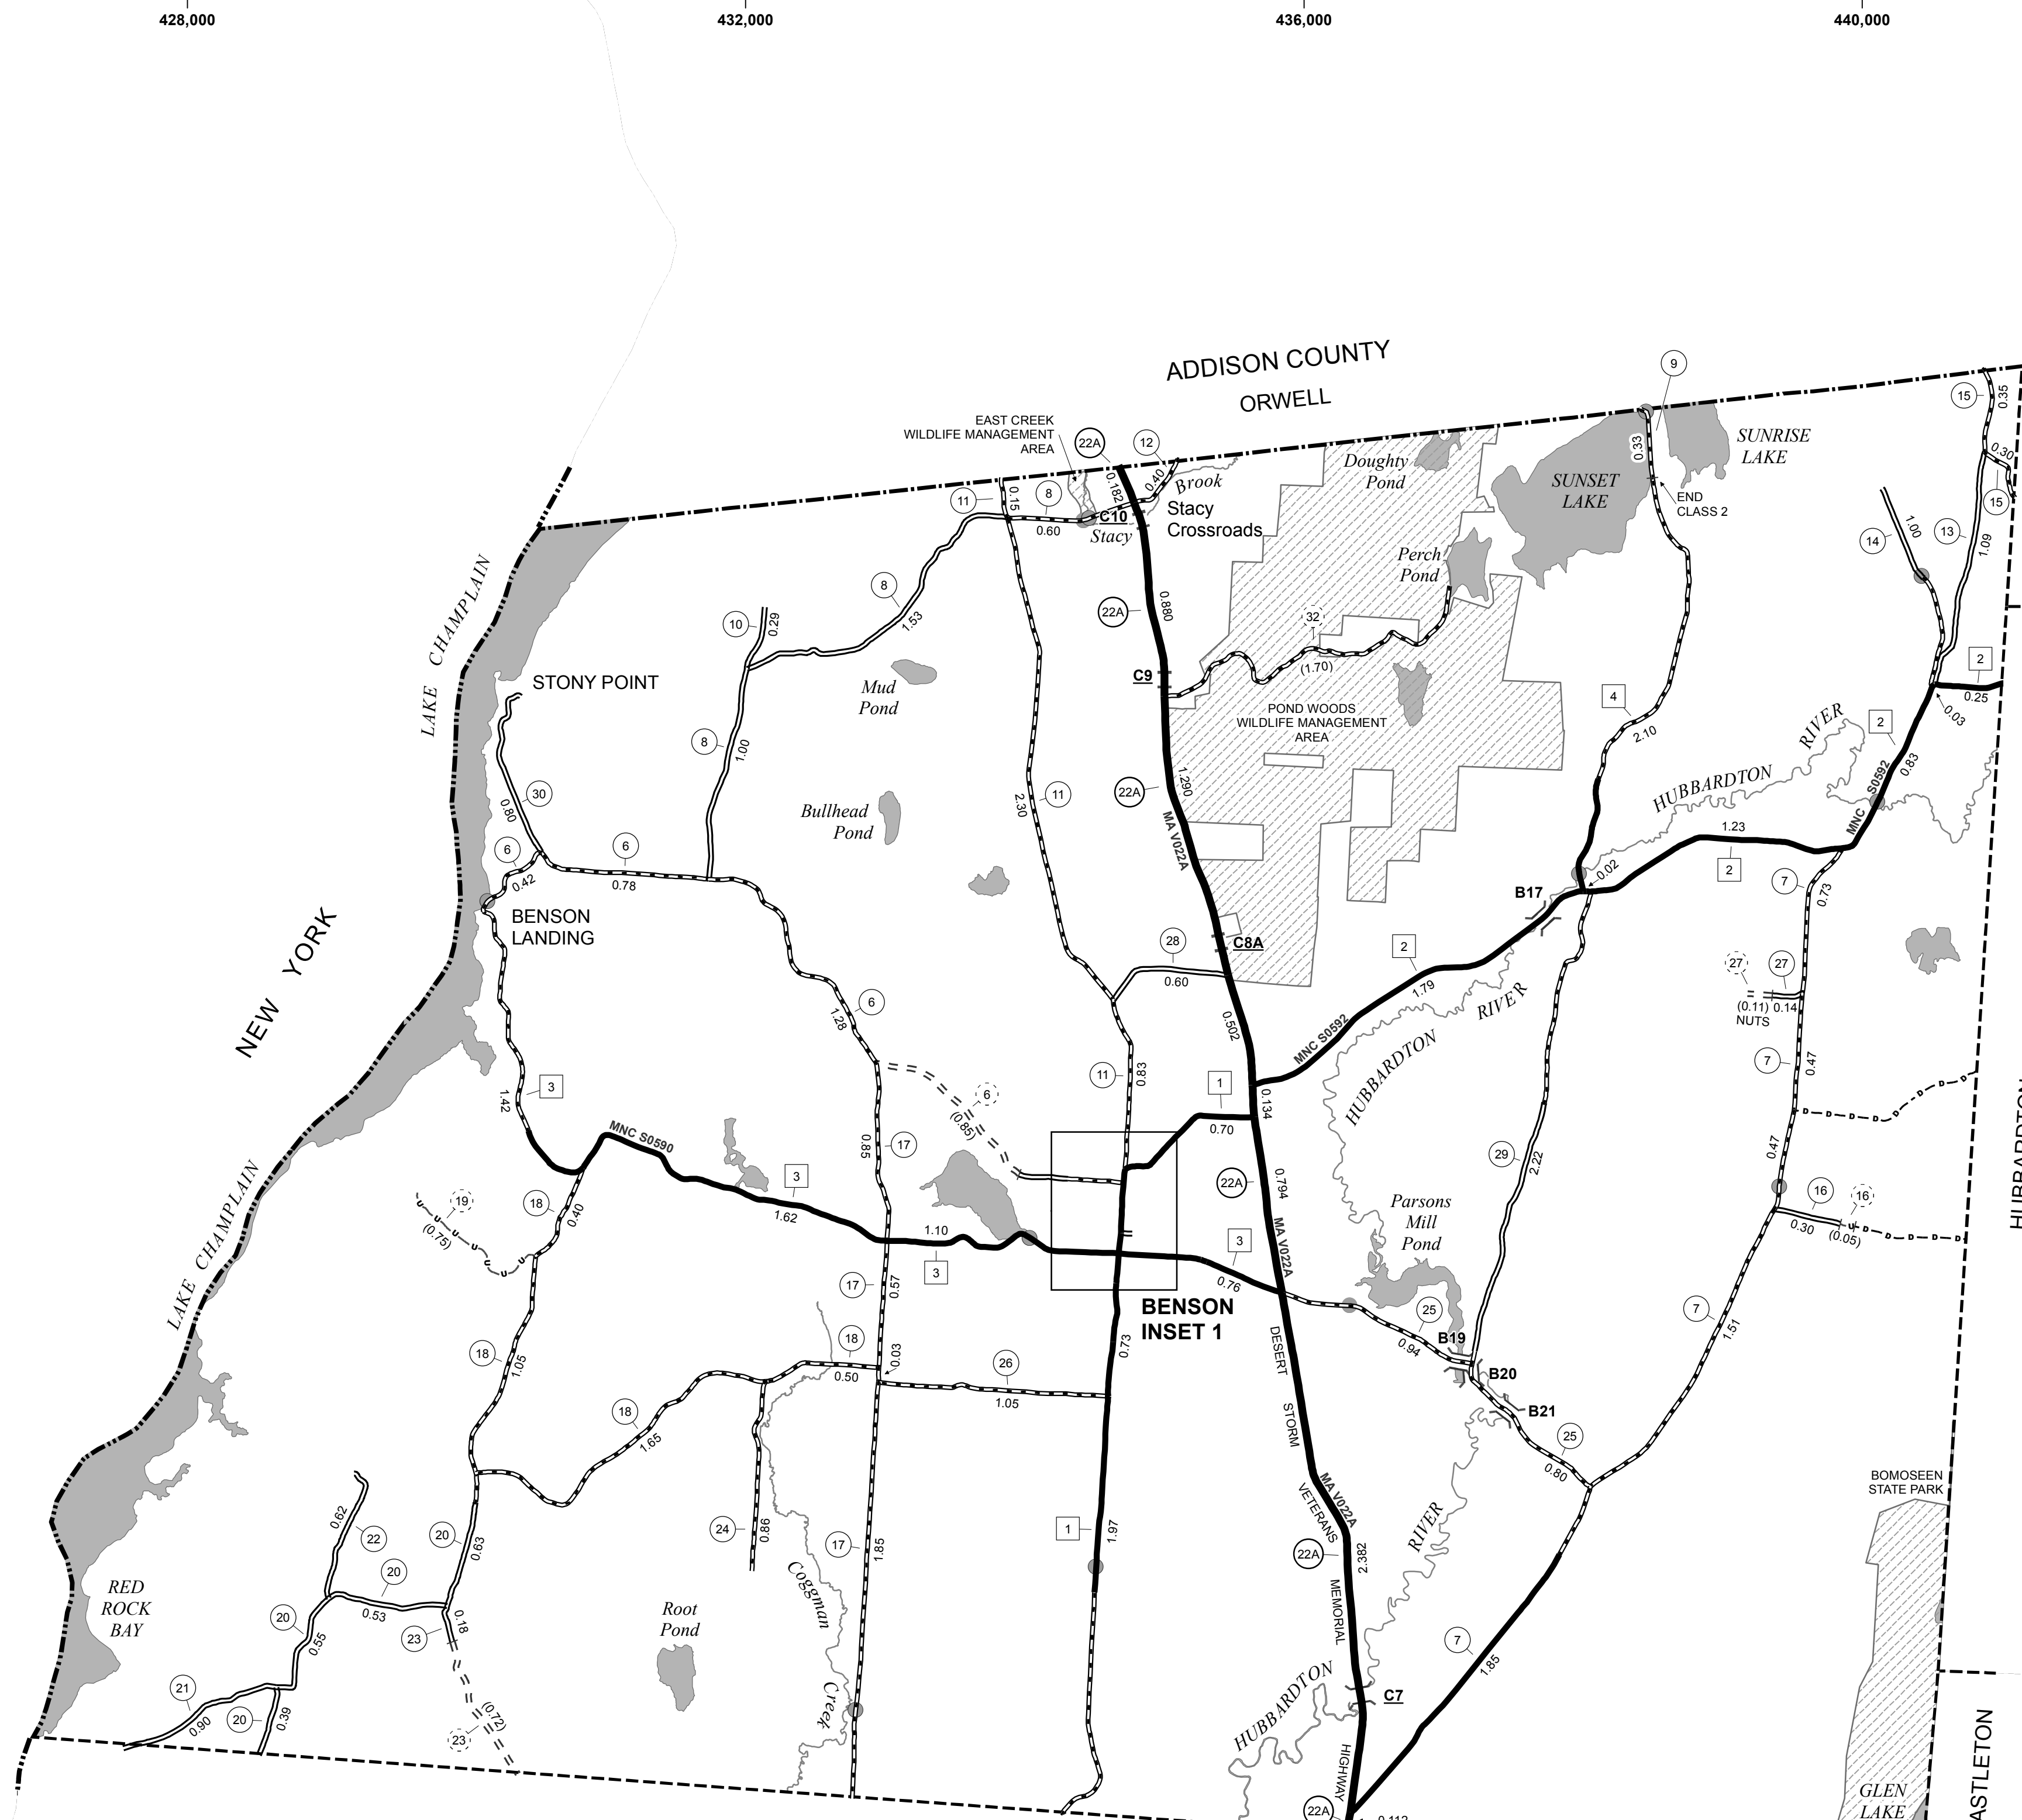 428,000
432,000
436,000
440,000
ADDISON COUNTY
ORWELL
9
15
0.35
EAST CREEK
WILDLIFE MANAGEMENT
AREA
22A
12
0.33
SUNRISE
LAKE
Doughty
Pond
0.30
15
11
0.15
8
0.182
0.40
Brook
SUNSET
LAKE
END
CLASS 2
C10
0.60
Stacy
Stacy
Crossroads
1.00
14
13
1.09
Perch
Pond
LAKE CHAMPLAIN
8
1.53
22A
0.880
32
(1.70)
10
0.29
STONY POINT
Mud
Pond
C9
2
0.25
0.03
4
2.10
POND WOODS
WILDLIFE MANAGEMENT
AREA
2
RIVER
HUBBARDTON
8
1.00
30
0.80
2.30
11
22A
1.290
MA V022A
MNC S0592
0.83
Bullhead
Pond
1.23
2
6
0.42
6
0.78
0.02
7
0.73
B17
BENSON
LANDING
NEW YORK
28
0.60
C8A
2
1.79
27
27
(0.11)
0.14
NUTS
RIVER
6
1.28
0.502
MNC S0592
HUBBARDTON
7
0.47
11
0.83
1
0.70
0.134
3
1.42
6
(0.85)
MNC S0590
17
0.85
0.47
HUBBARDTON
29
2.22
3
1.62
22A
0.794
16
0.30
16
(0.05)
19
(0.75)
18
0.40
Parsons
Mill
Pond
LAKE CHAMPLAIN
1.10
3
3
0.76
MA V022A
17
0.57
BENSON
INSET 1
25
0.94
7
1.51
B19
0.73
DESERT
18
1.05
18
0.50
0.03
26
1.05
B20
B21
18
1.65
STORM
25
0.80
BOMOSEEN
STATE PARK
0.62
22
20
0.63
24
0.86
17
1.85
1
1.97
MA V022A
VETERANS
22A
2.382
RIVER
RED
ROCK
BAY
20
0.53
Coggman
Root
Pond
MEMORIAL
20
0.55
23
0.18
7
1.85
21
0.90
20
0.39
(0.72)
23
Creek
HUBBARDTON
C7
HIGHWAY
22A
GLEN
LAKE